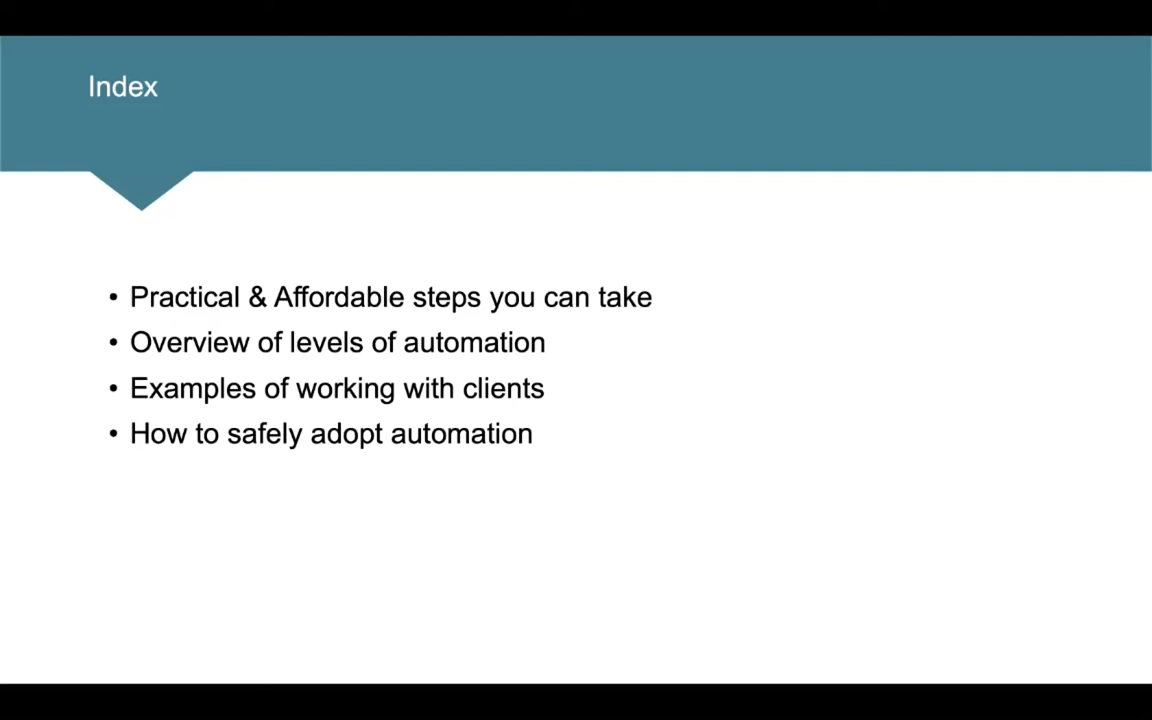 Index
• Practical & Affordable steps you can take
• Overview of levels of automation
• Examples of working with clients
• How to safely adopt automation